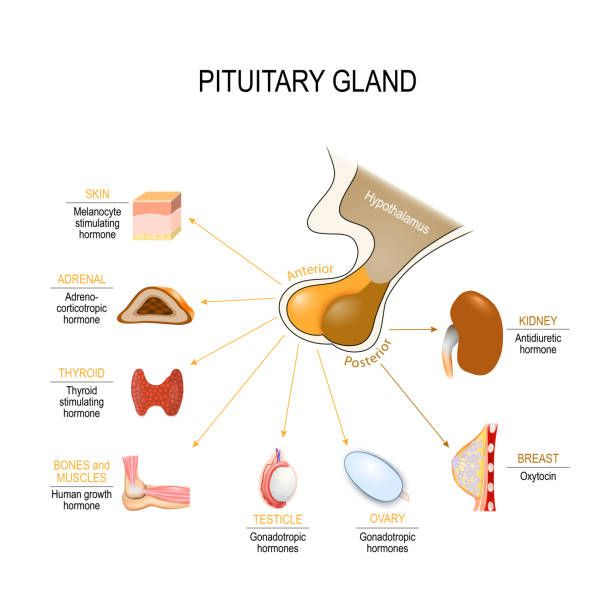 PITUITARY GLAND
Hypothalamus
Anterior
Posterior
SKIN
Melanocyte
stimulating
hormone
ADRENAL
Adreno-
corticotropic
hormone
THYROID
Thyroid
stimulating
hormone
BONES and
MUSCLES
Human growth
hormone
TESTICLE
Gonadotropic
hormones
OVARY
Gonadotropic
hormones
KIDNEY
Antidiuretic
hormone
BREAST
Oxytocin